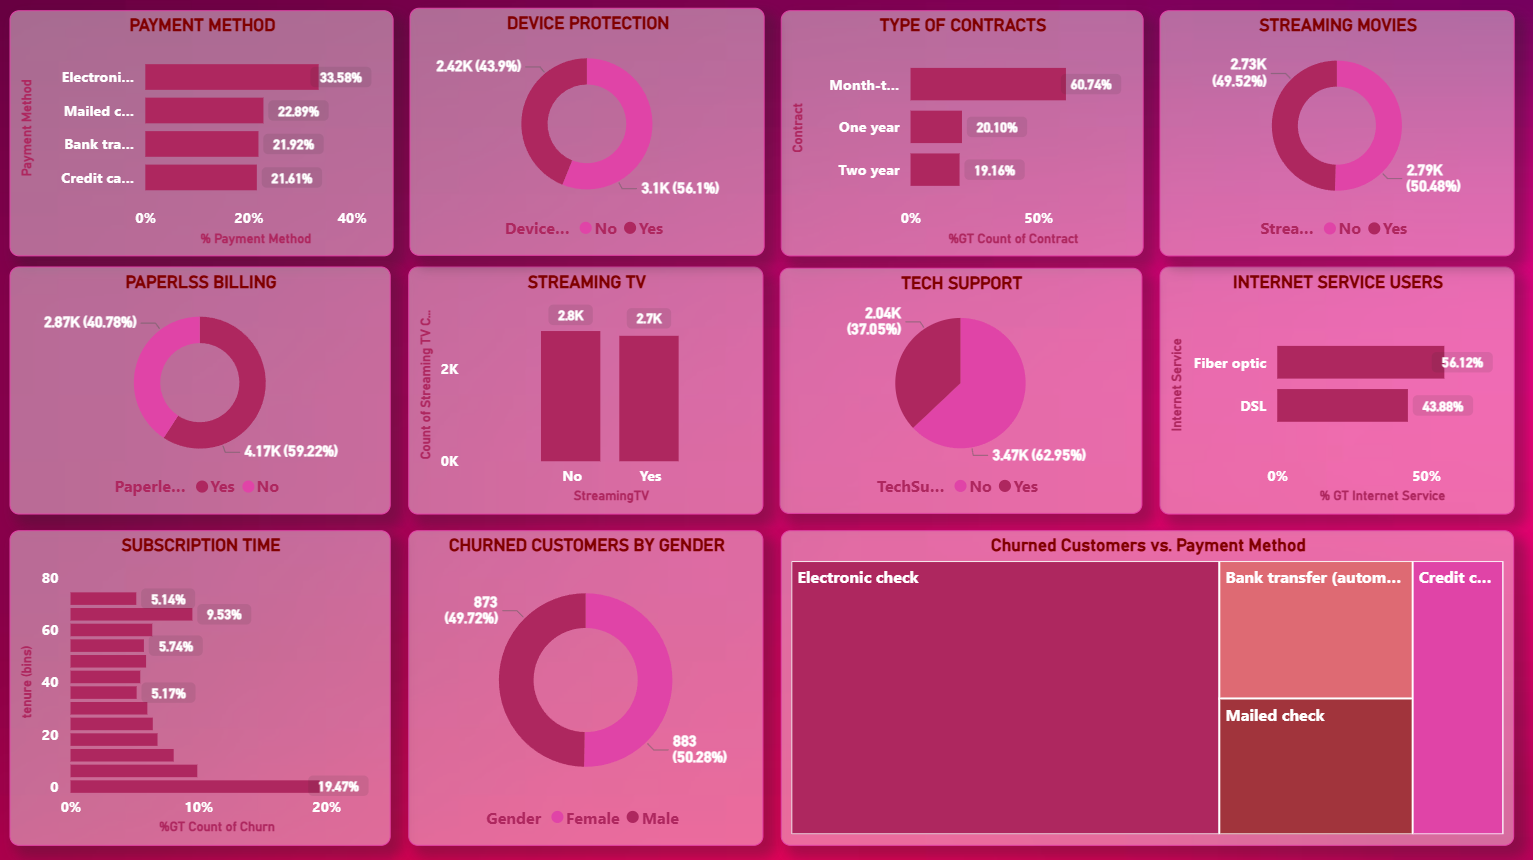 PAYMENT METHOD
Payment Method
Electroni...
33.58%
Mailed c...
22.89%
Bank tra...
21.92%
Credit ca...
21.61%
0%
20%
40%
% Payment Method
DEVICE PROTECTION
2.42K (43.9%)
3.1K (56.1%)
Device...
No
Yes
TYPE OF CONTRACTS
Contract
Month-t...
60.74%
One year
20.10%
Two year
19.16%
0%
50%
%GT Count of Contract
STREAMING MOVIES
2.73K
(49.52%)
2.79K
(50.48%)
Strea...
No
Yes
PAPERLSS BILLING
2.87K (40.78%)
4.17K (59.22%)
Paperle...
Yes
No
STREAMING TV
Count of Streaming TV C...
2.8K
2.7K
2K
0K
No
Yes
StreamingTV
TECH SUPPORT
2.04K
(37.05%)
3.47K (62.95%)
TechSu...
No
Yes
INTERNET SERVICE USERS
Internet Service
Fiber optic
56.12%
DSL
43.88%
0%
50%
% GT Internet Service
SUBSCRIPTION TIME
tenure (bins)
80
5.14%
9.53%
60
5.74%
40
5.17%
20
0
19.47%
0%
10%
20%
%GT Count of Churn
CHURNED CUSTOMERS BY GENDER
873
(49.72%)
883
(50.28%)
Gender
Female
Male
Churned Customers vs. Payment Method
Electronic check
Bank transfer (autom...
Credit c...
Mailed check